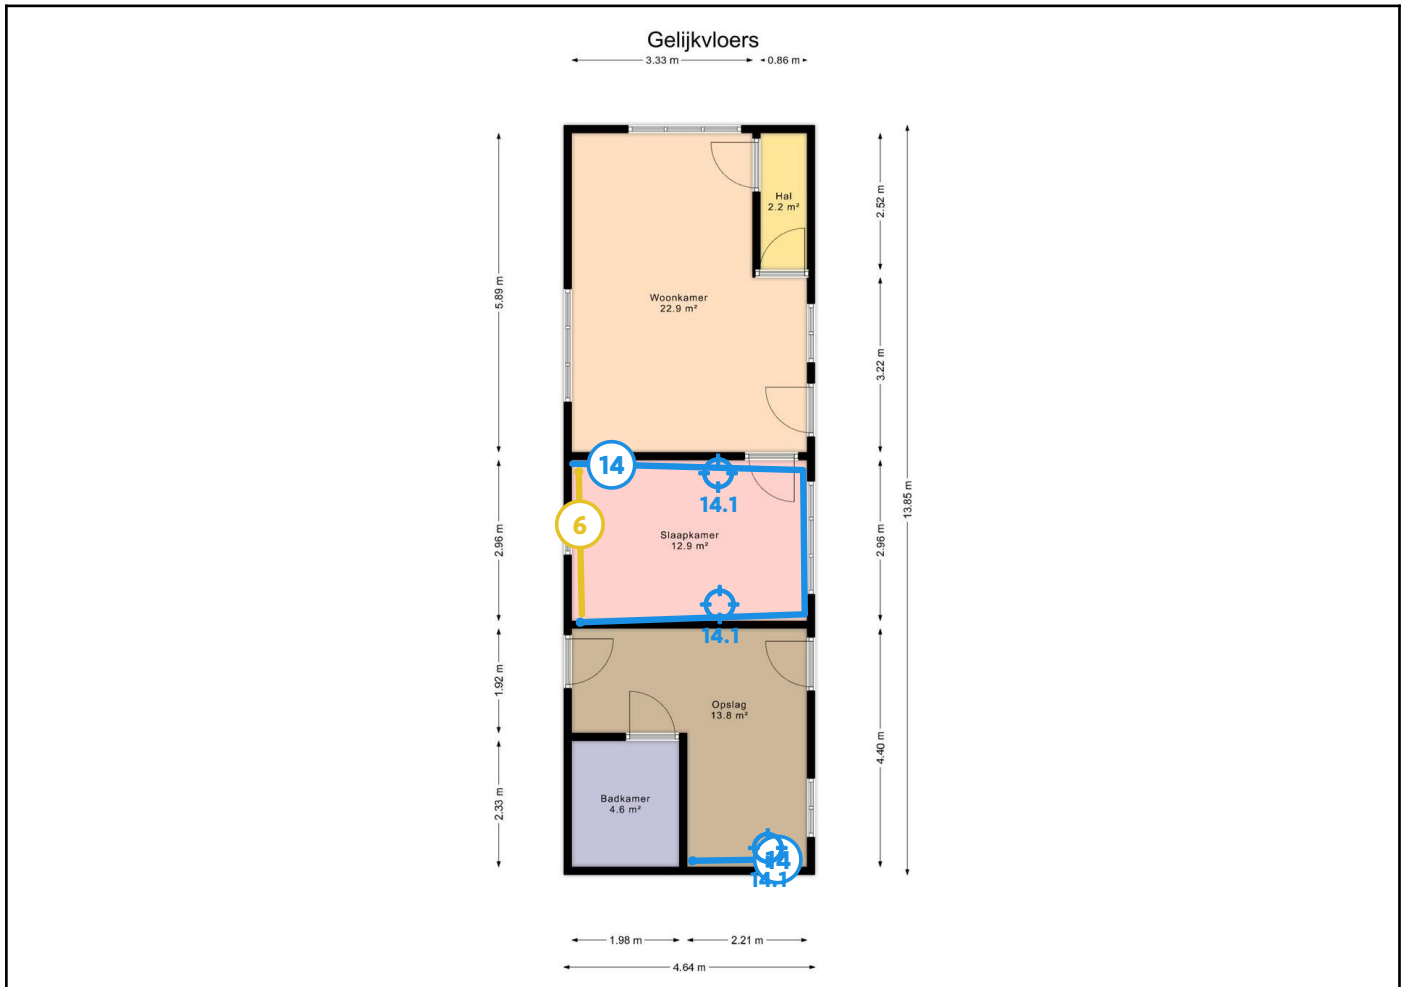 Gelijkvloers
3.33 m
0.86 m
Hal
2.2 m²
2.52 m
5.89 m
Woonkamer
22.9 m²
3.22 m
13.85 m
14
14.1
6
Slaapkamer
12.9 m²
2.96 m
2.96 m
14.1
1.92 m
Opslag
13.8 m²
4.40 m
Badkamer
4.6 m²
2.33 m
14
14.1
1.98 m
2.21 m
4.64 m